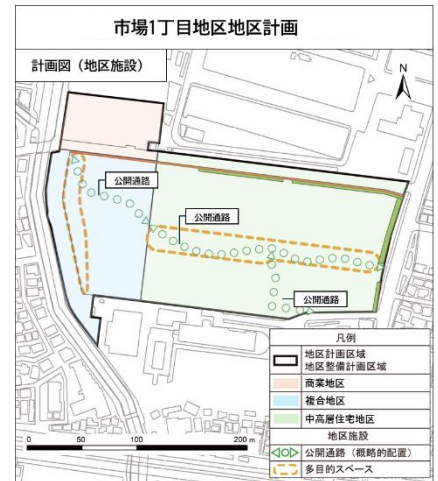 市場1丁目地区地区計画
計画図(地区施設)
N
公開通路
公開通路
公開通路
凡例
地区計画区域
地区整備計画区域
商業地区
複合地区
中高層住宅地区
地区施設
公開通路(概略的配置)
多目的スペース
0 50 100 200 m